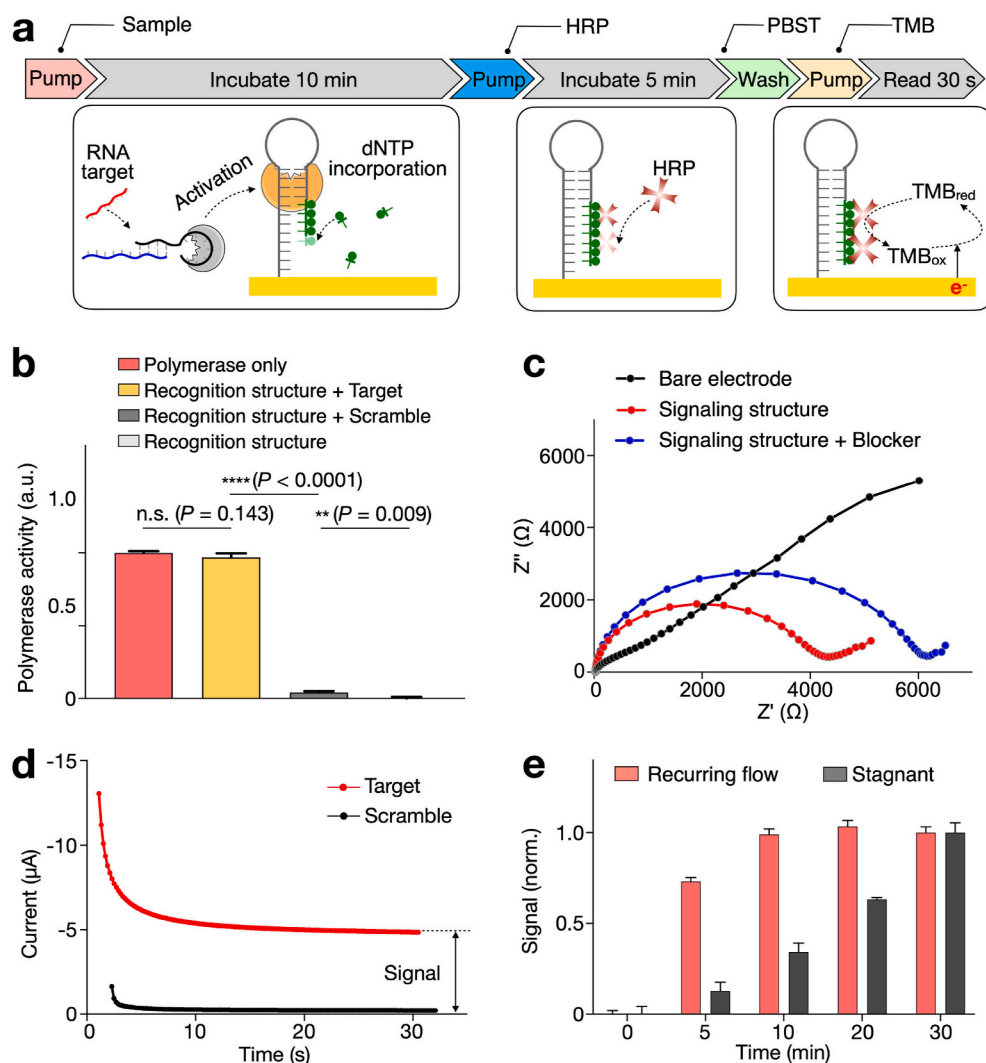 a
Sample
HRP
PBST
TMB
Pump
Incubate 10 min
Pump
Incubate 5 min
Wash
Pump
Read 30 s
RNA
target
Activation
dNTP
incorporation
HRP
TMBred
TMBox
e-
b
Polymerase only
Recognition structure + Target
Recognition structure + Scramble
Recognition structure
Polymerase activity (a.u.)
1.0
0.5
0
****(P < 0.0001)
n.s. (P = 0.143)
**(P = 0.009)
c
Bare electrode
Signaling structure
Signaling structure + Blocker
Z'' (Ω)
6000
4000
2000
0
0
2000
4000
6000
Z' (Ω)
d
Target
Scramble
Current (µA)
-15
-10
-5
0
Signal
0
10
20
30
Time (s)
e
Recurring flow
Stagnant
Signal (norm.)
1.0
0.5
0
0
5
10
20
30
Time (min)